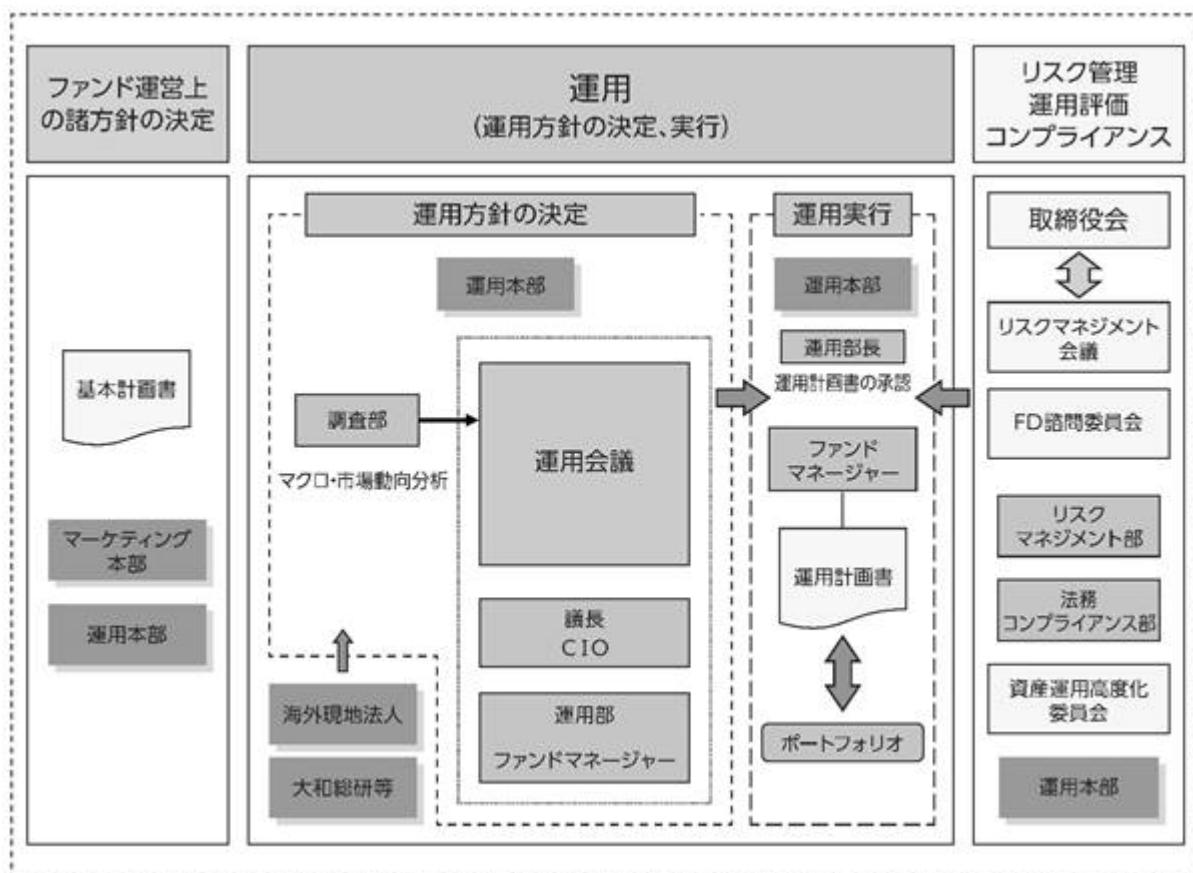 ファンド運営上
の諸方針の決定
基本計画書
マーケティング
本部
運用本部
運用
(運用方針の決定、実行)
運用方針の決定
運用本部
調査部
マクロ・市場動向分析
運用会議
議長
CIO
運用部
ファンドマネージャー
海外現地法人
大和総研等
運用実行
運用本部
運用部長
運用計画書の承認
ファンド
マネージャー
運用計画書
ポートフォリオ
リスク管理
運用評価
コンプライアンス
取締役会
リスクマネジメント
会議
FD諮問委員会
リスク
マネジメント部
法務
コンプライアンス部
資産運用高度化
委員会
運用本部